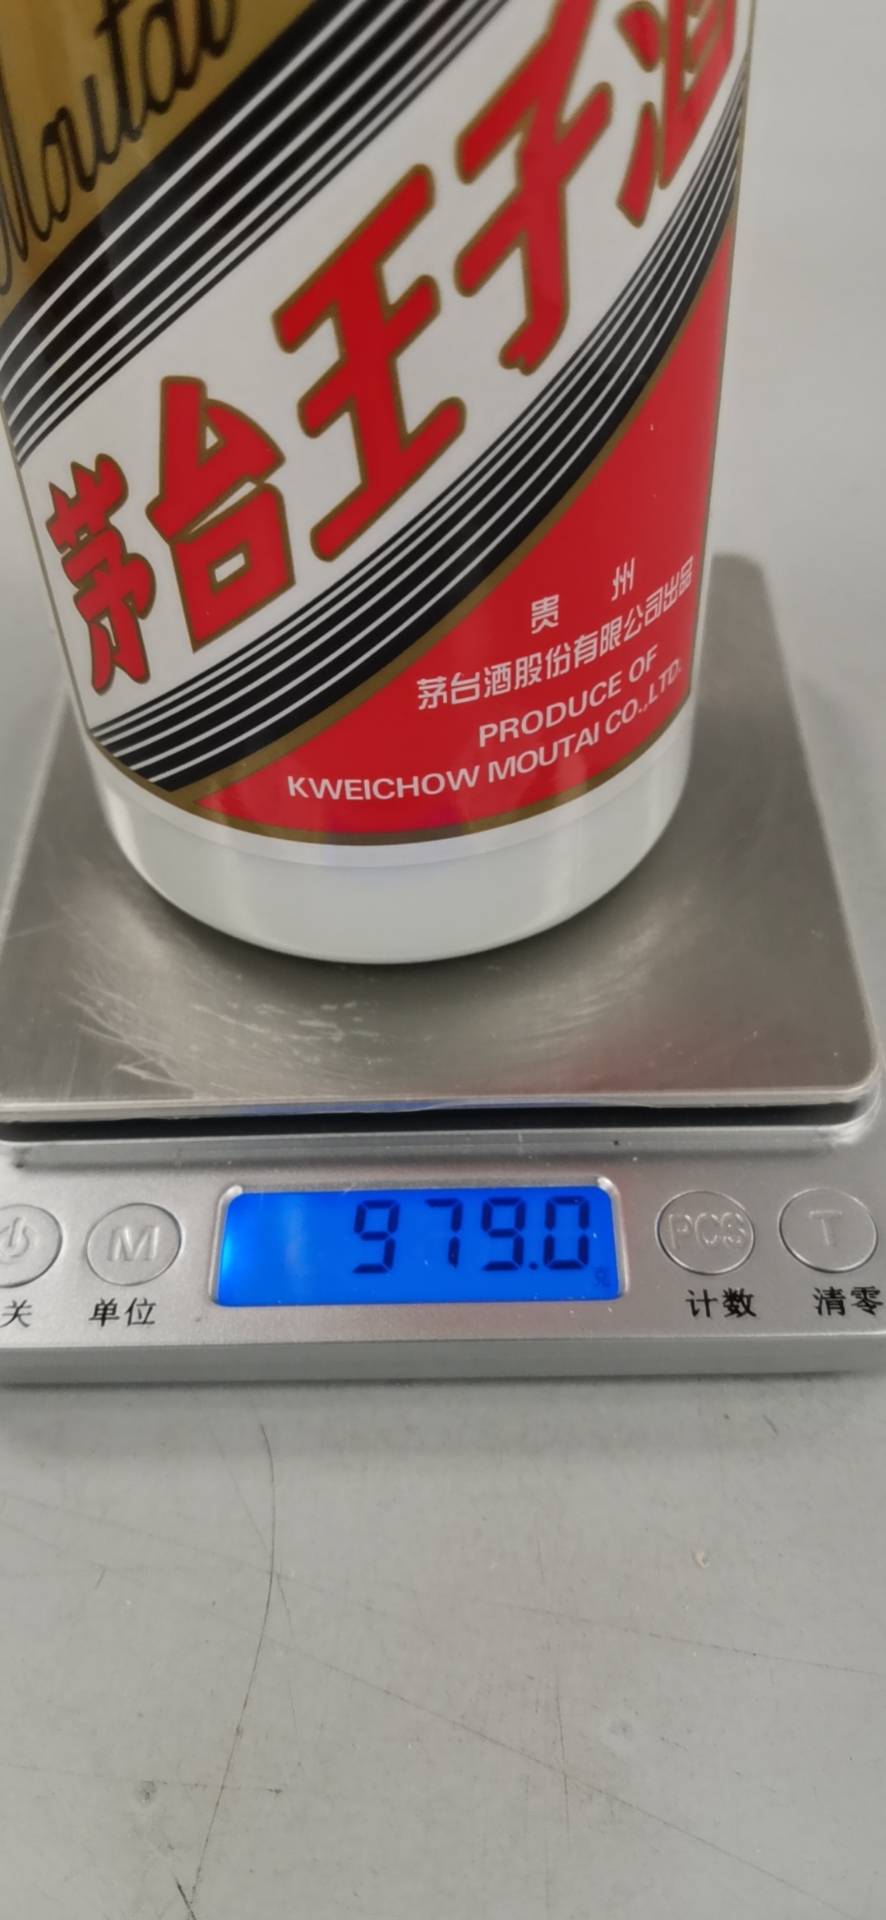 Moutai
茅台王子酒
贵州
茅台酒股份有限公司出品
PRODUCE OF
KWEICHOW MOUTAI CO.,LTD.
979.0
M
PCS
T
关
单位
计数
清零